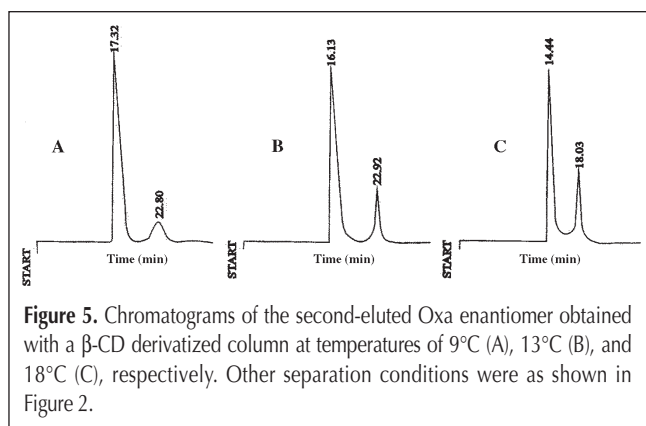 17.32
22.80
A
START
Time (min)
16.13
22.92
B
START
Time (min)
14.44
18.03
C
START
Time (min)
Figure 5. Chromatograms of the second-eluted Oxa enantiomer obtained
with a β-CD derivatized column at temperatures of 9°C (A), 13°C (B), and
18°C (C), respectively. Other separation conditions were as shown in
Figure 2.